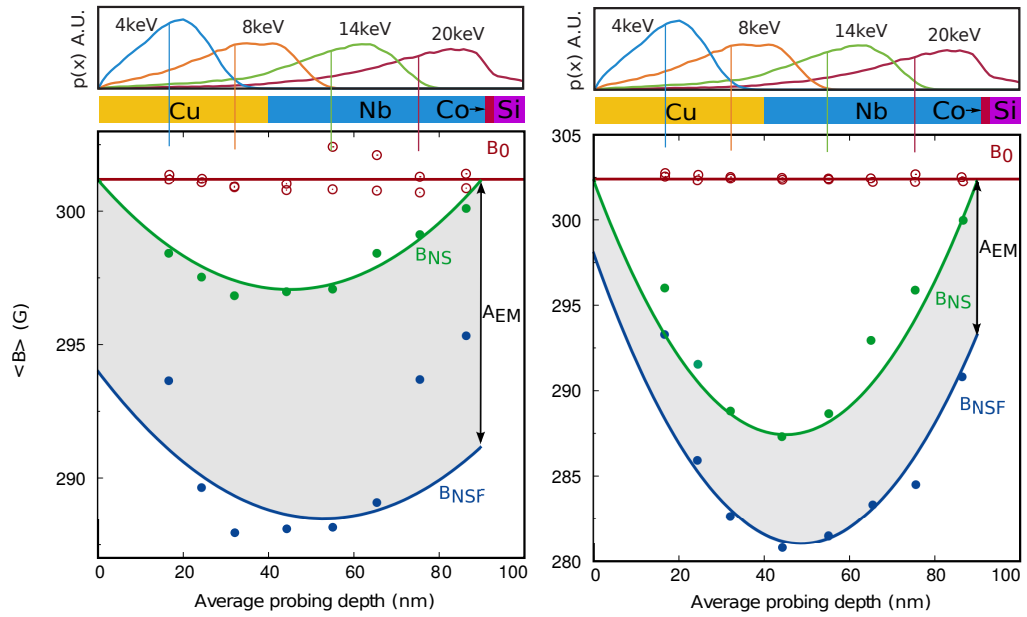 p(x) A.U.
4keV
8keV
14keV
20keV
Cu
Nb
Co
Si
<B> (G)
300
295
290
B0
BNS
AEM
BNSF
0
20
40
60
80
100
Average probing depth (nm)
p(x) A.U.
4keV
8keV
14keV
20keV
Cu
Nb
Co
Si
305
300
295
290
285
280
B0
AEM
BNS
BNSF
0
20
40
60
80
100
Average probing depth (nm)